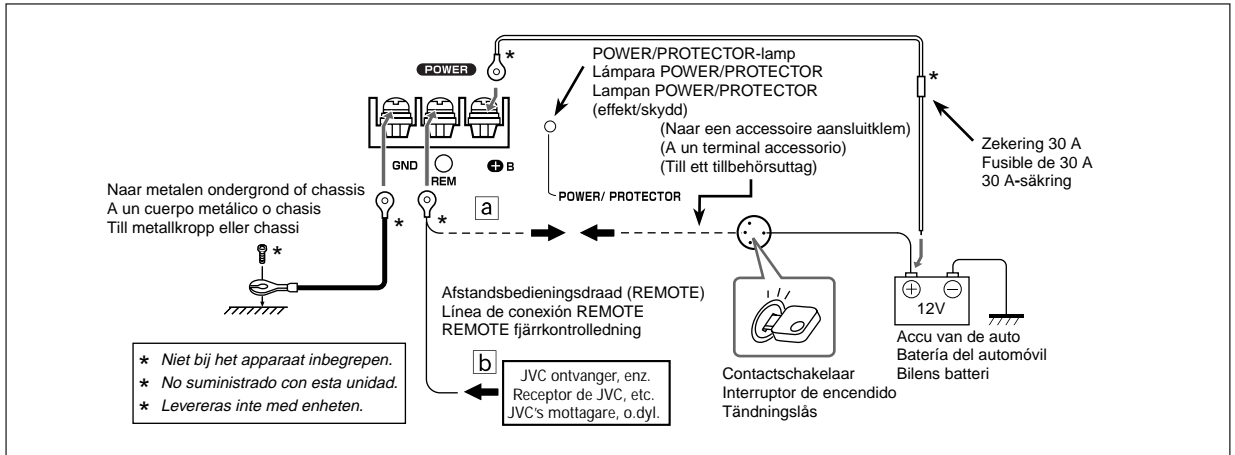 POWER
*
POWER/PROTECTOR-lamp
Lámpara POWER/PROTECTOR
Lampan POWER/PROTECTOR
(effekt/skydd)
(Naar een accessoire aansluitklem)
(A un terminal accessorio)
(Till ett tillbehörsuttag)
*
Zekering 30 A
Fusible de 30 A
30 A-säkring
GND
REM
+ B
POWER/ PROTECTOR
Naar metalen ondergrond of chassis
A un cuerpo metálico o chasis
Till metallkropp eller chassi
*
*
*
a
Afstandsbedieningsdraad (REMOTE)
Línea de conexión REMOTE
REMOTE fjärrkontrolledning
+ −
12V
Accu van de auto
Batería del automóvil
Bilens batteri
* Niet bij het apparaat inbegrepen.
* No suministrado con esta unidad.
* Levereras inte med enheten.
b
JVC ontvanger, enz.
Receptor de JVC, etc.
JVC's mottagare, o.dyl.
Contactschakelaar
Interruptor de encendido
Tändningslås